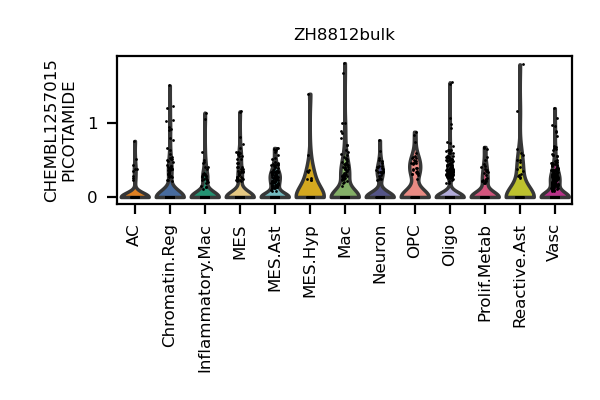 ZH8812bulk
CHEMBL1257015
PICOTAMIDE
1
0
AC
Chromatin.Reg
Inflammatory.Mac
MES
MES.Ast
MES.Hyp
Mac
Neuron
OPC
Oligo
Prolif.Metab
Reactive.Ast
Vasc